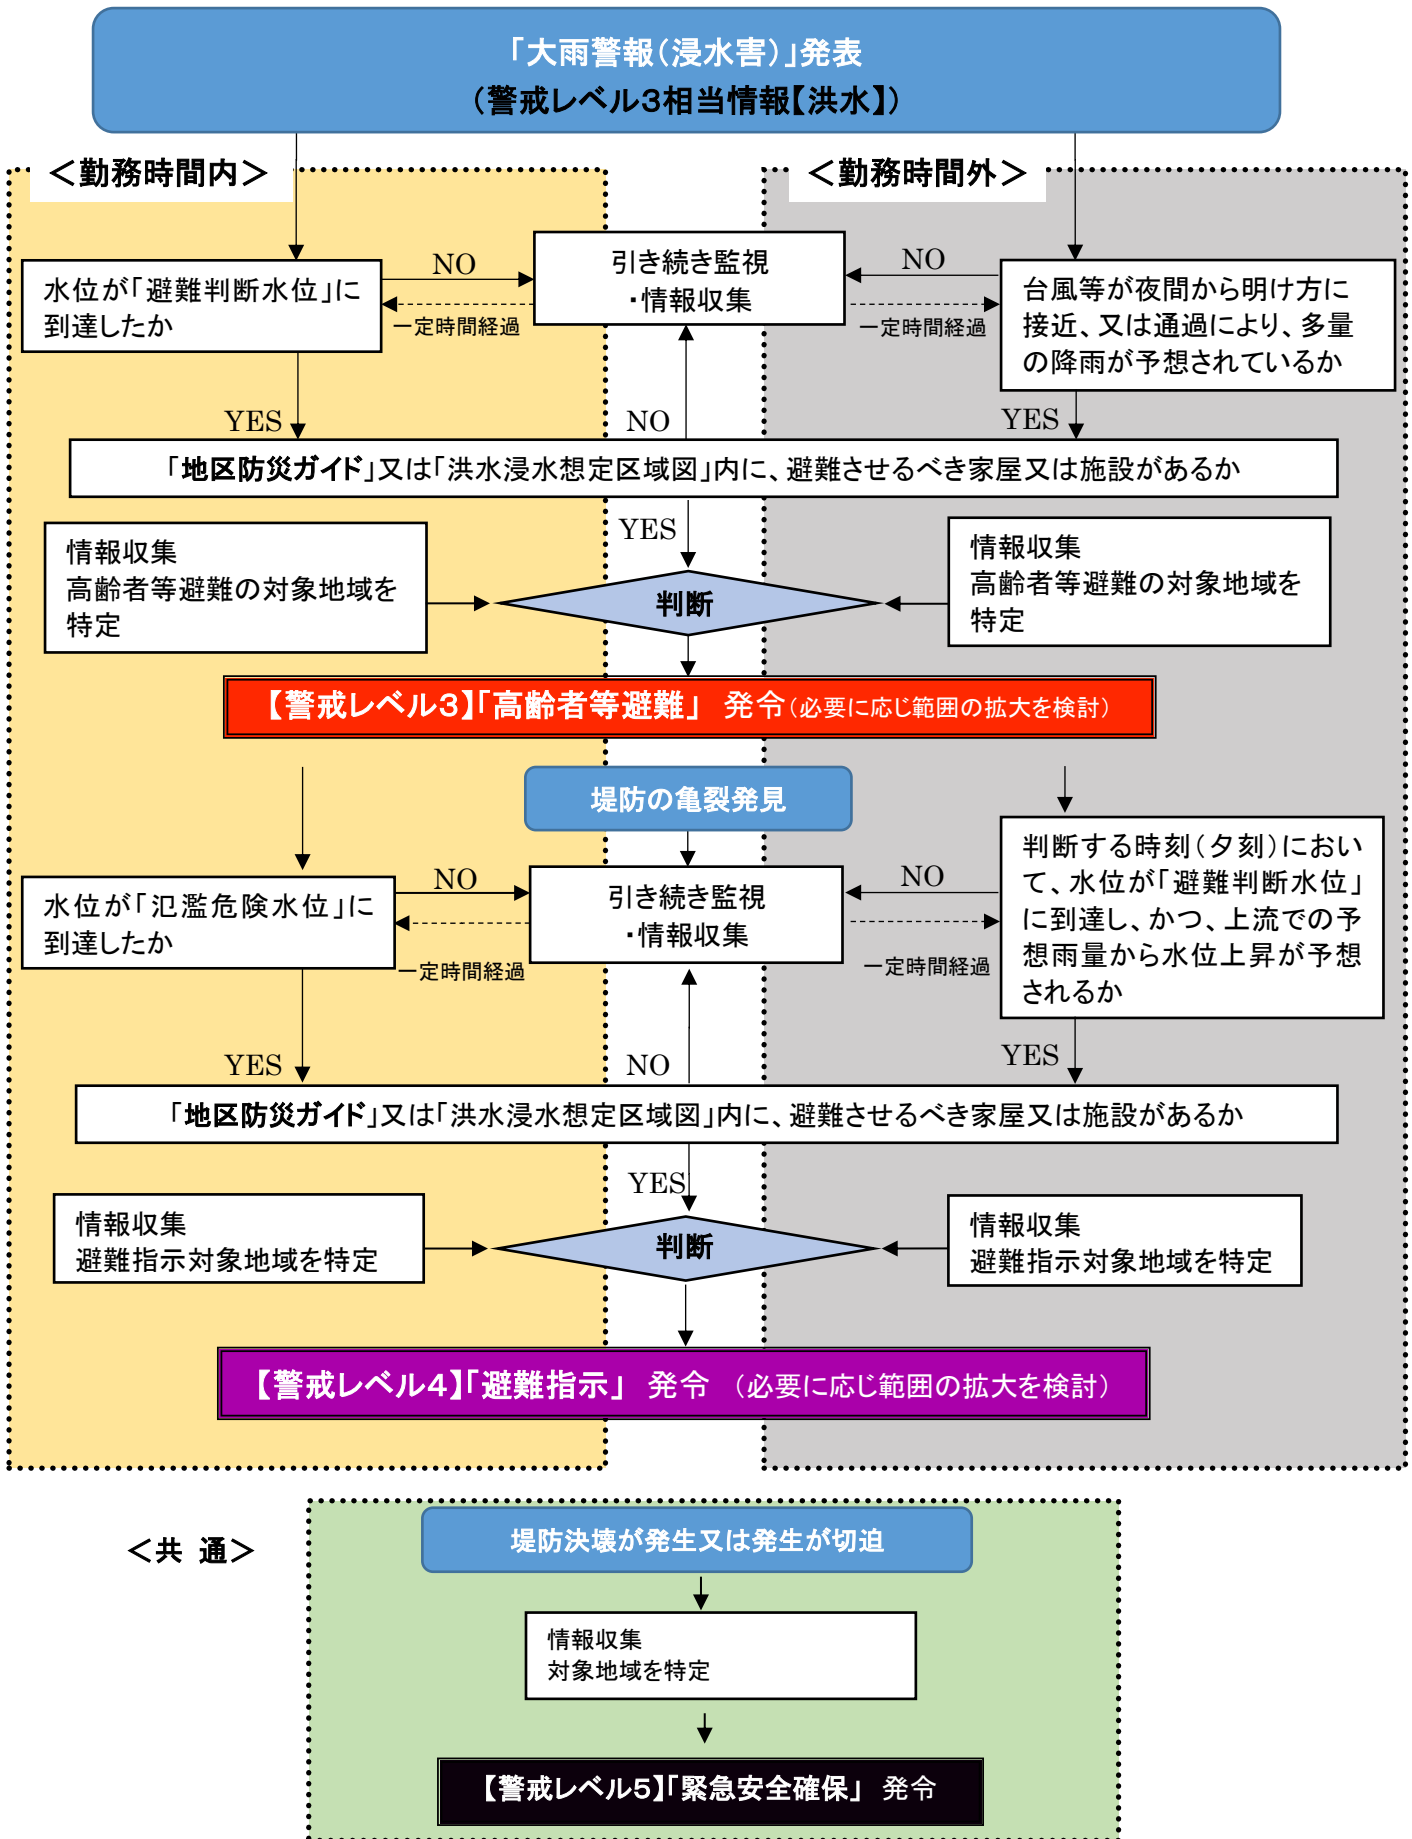 「大雨警報（浸水害）」発表
（警戒レベル３相当情報【洪水】）
＜勤務時間内＞
＜勤務時間外＞
水位が「避難判断水位」に
到達したか
NO
一定時間経過
引き続き監視
・情報収集
NO
一定時間経過
台風等が夜間から明け方に
接近、又は通過により、多量
の降雨が予想されているか
YES
NO
YES
「地区防災ガイド」又は「洪水浸水想定区域図」内に、避難させるべき家屋又は施設があるか
YES
情報収集
高齢者等避難の対象地域を
特定
判断
情報収集
高齢者等避難の対象地域を
特定
【警戒レベル３】「高齢者等避難」 発令（必要に応じ範囲の拡大を検討）
堤防の亀裂発見
水位が「氾濫危険水位」に
到達したか
NO
一定時間経過
引き続き監視
・情報収集
NO
一定時間経過
判断する時刻（夕刻）におい
て、水位が「避難判断水位」
に到達し、かつ、上流での予
想雨量から水位上昇が予想
されるか
YES
NO
YES
「地区防災ガイド」又は「洪水浸水想定区域図」内に、避難させるべき家屋又は施設があるか
YES
情報収集
避難指示対象地域を特定
判断
情報収集
避難指示対象地域を特定
【警戒レベル４】「避難指示」 発令 （必要に応じ範囲の拡大を検討）
＜共 通＞
堤防決壊が発生又は発生が切迫
情報収集
対象地域を特定
【警戒レベル５】「緊急安全確保」 発令